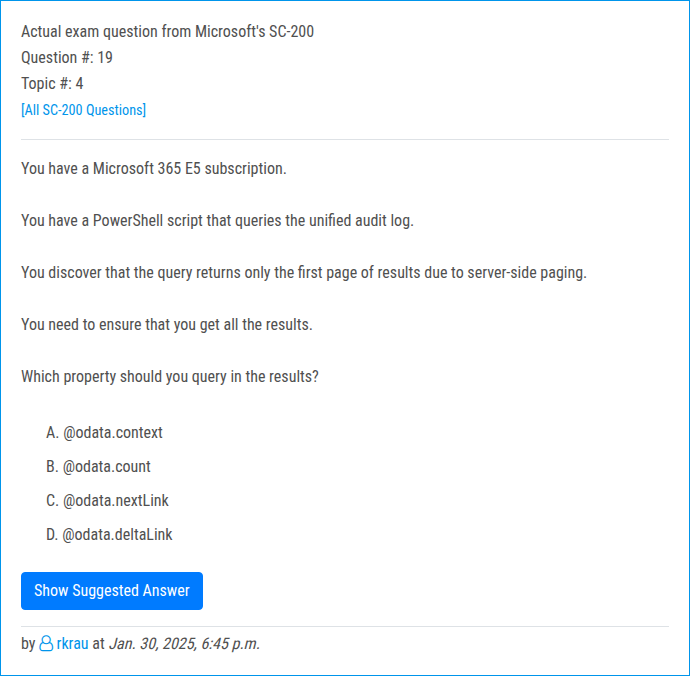 Actual exam question from Microsoft's SC-200
Question #: 19
Topic #: 4
[All SC-200 Questions]
You have a Microsoft 365 E5 subscription.
You have a PowerShell script that queries the unified audit log.
You discover that the query returns only the first page of results due to server-side paging.
You need to ensure that you get all the results.
Which property should you query in the results?
A. @odata.context
B. @odata.count
C. @odata.nextLink
D. @odata.deltaLink
Show Suggested Answer
by rkrau at Jan. 30, 2025, 6:45 p.m.